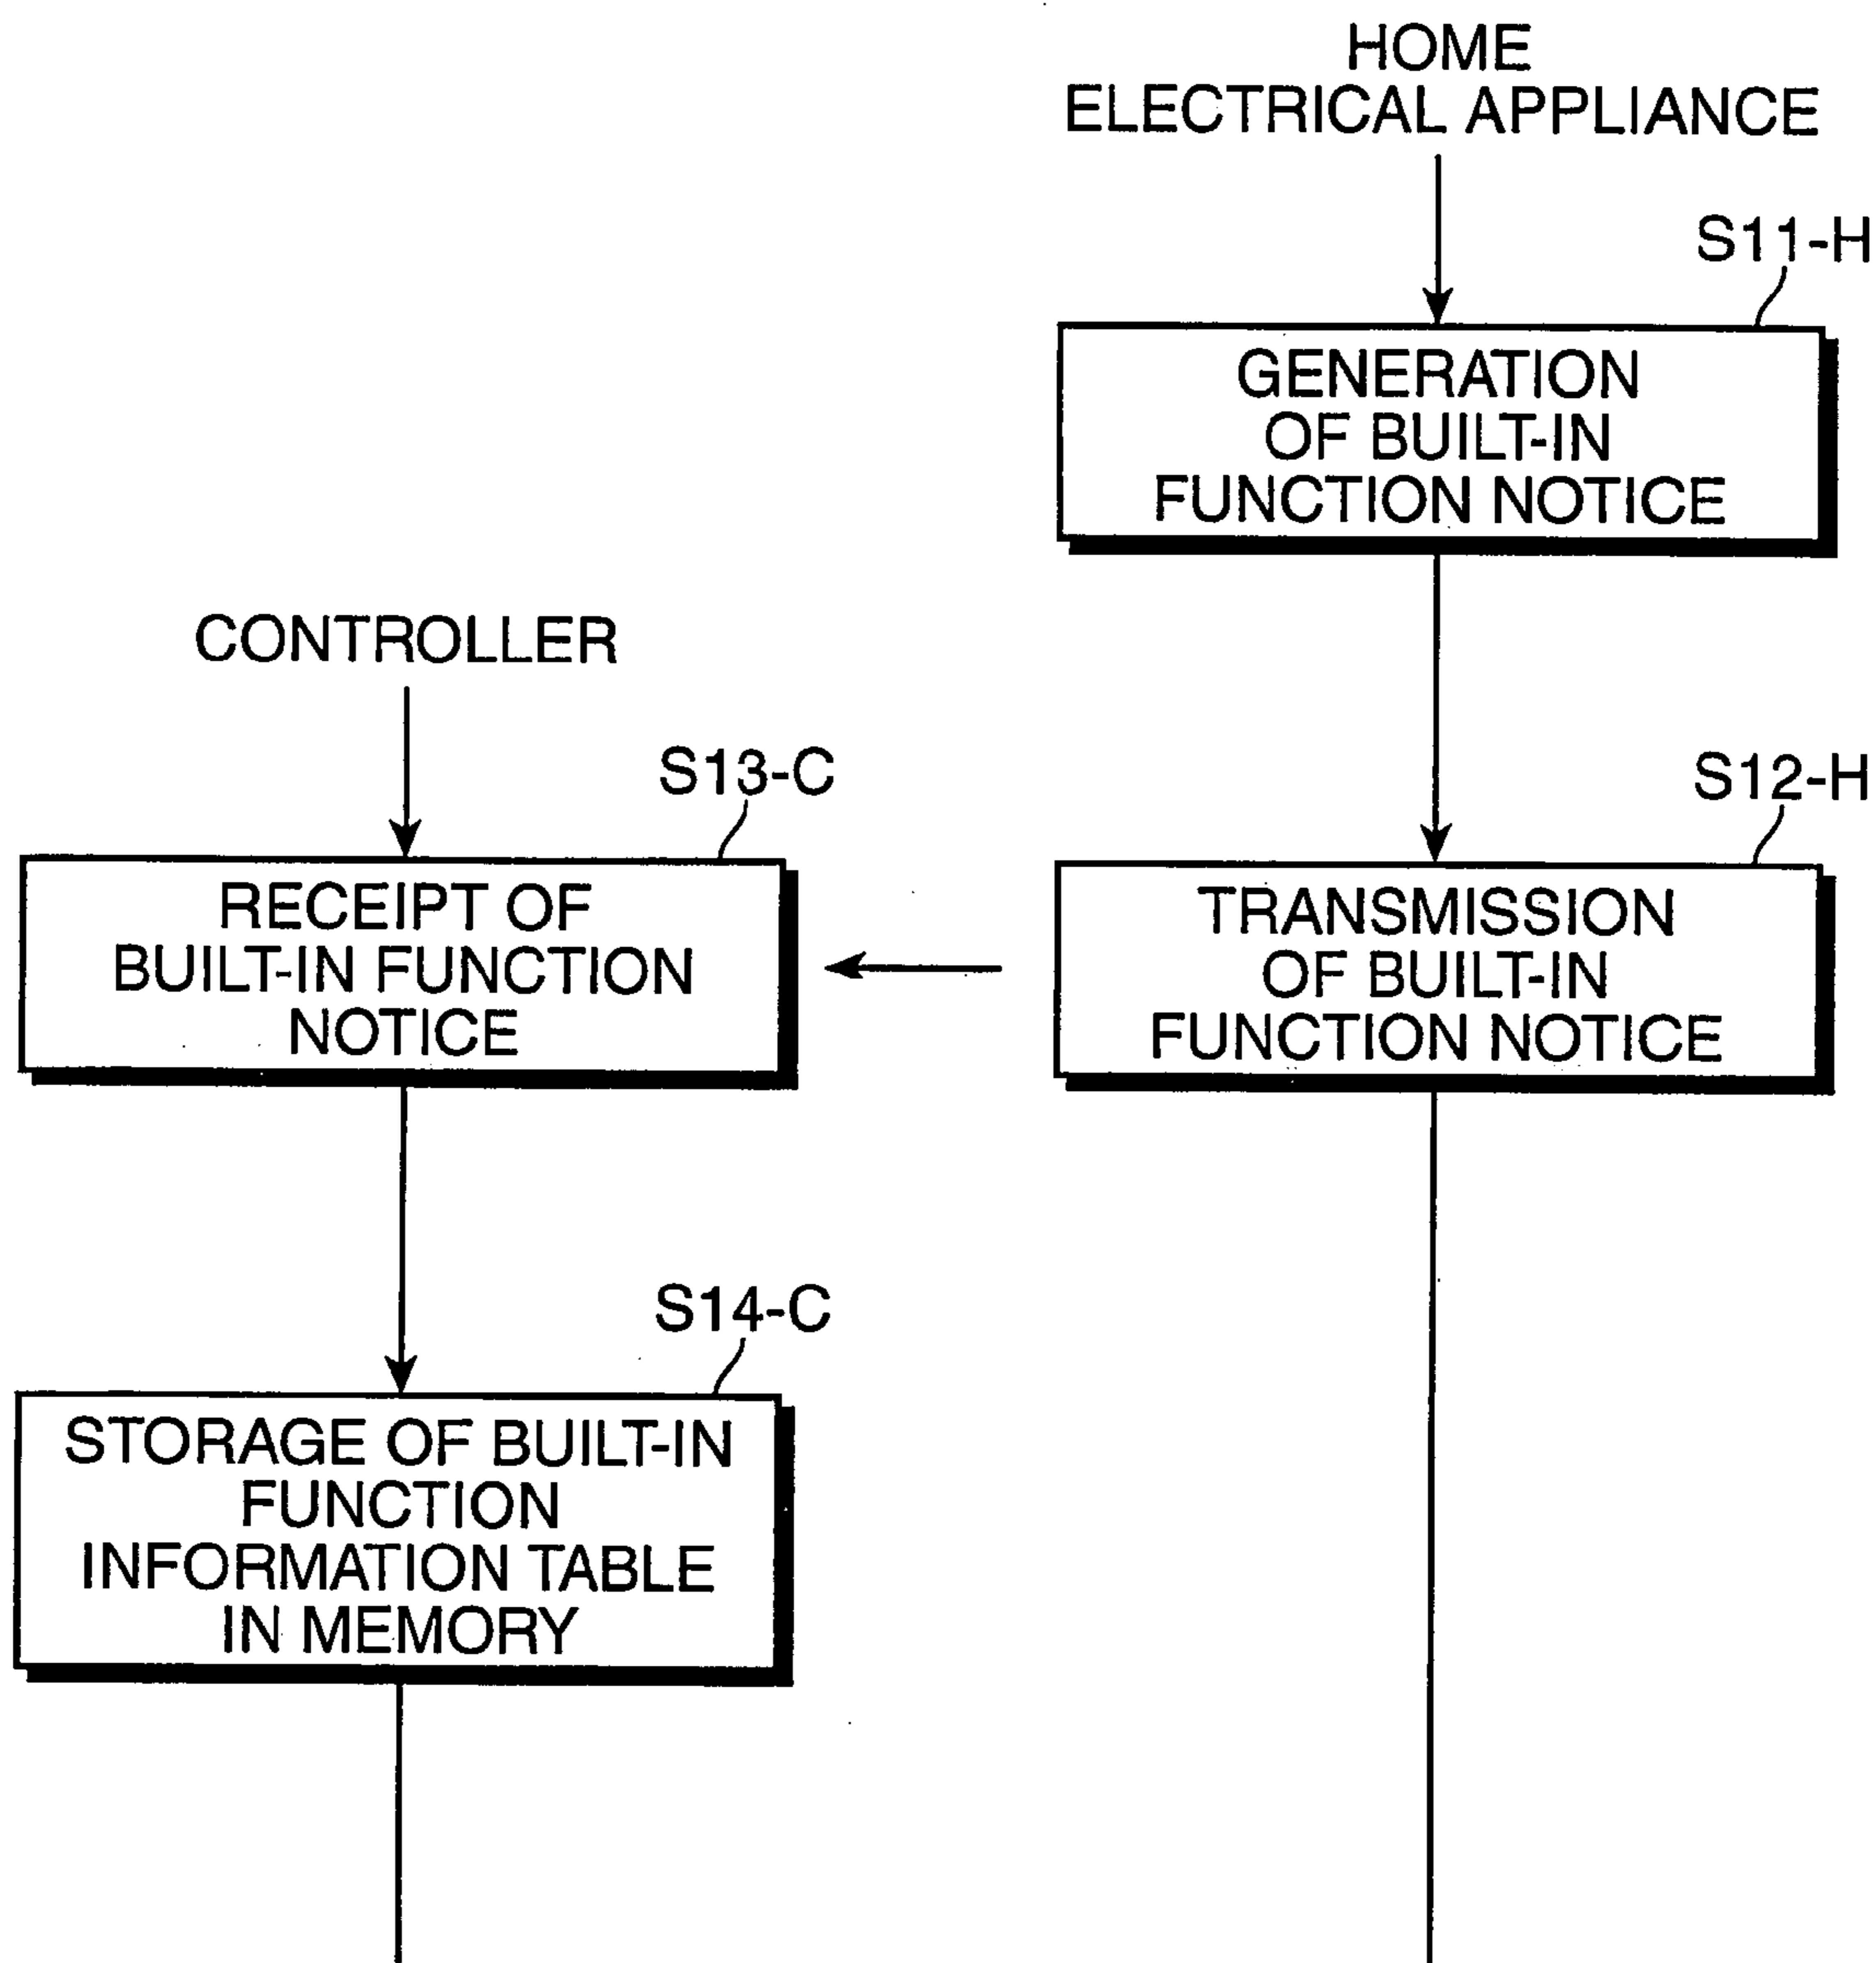 HOME
ELECTRICAL APPLIANCE
S11-H
GENERATION
OF BUILT-IN
FUNCTION NOTICE
CONTROLLER
S13-C
RECEIPT OF
BUILT-IN FUNCTION
NOTICE
S12-H
TRANSMISSION
OF BUILT-IN
FUNCTION NOTICE
S14-C
STORAGE OF BUILT-IN
FUNCTION
INFORMATION TABLE
IN MEMORY